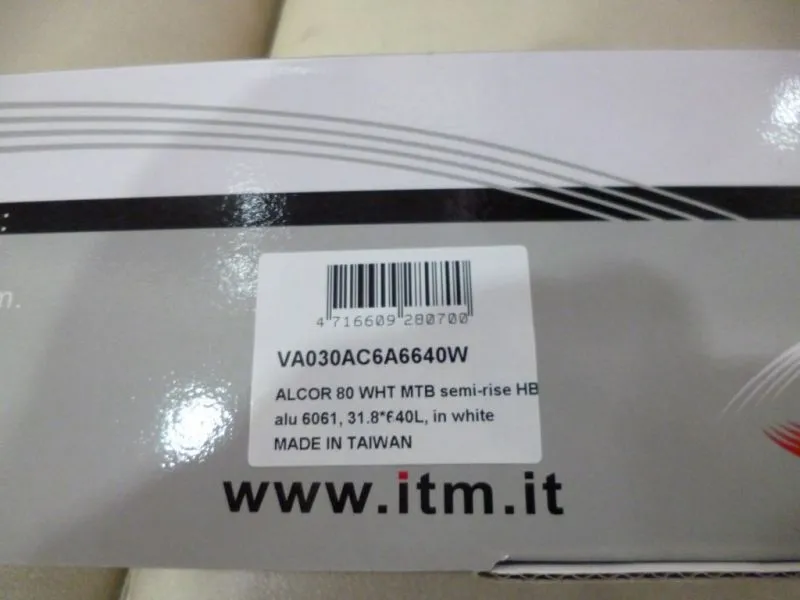 4 716609 280700
VA030AC6A6640W
ALCOR 80 WHT MTB semi-rise HB
alu 6061, 31.8*640L, in white
MADE IN TAIWAN
www.itm.it